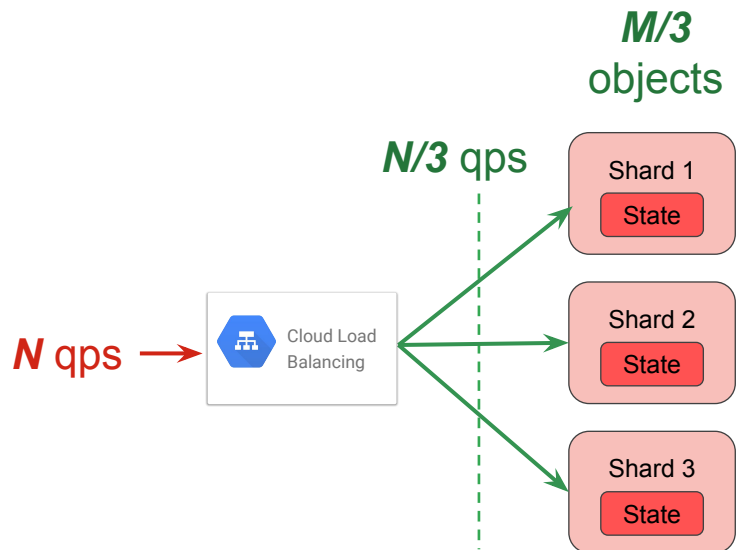 M/3
objects
N/3 qps
Shard 1
State
Cloud Load
Balancing
N qps
Shard 2
State
Shard 3
State